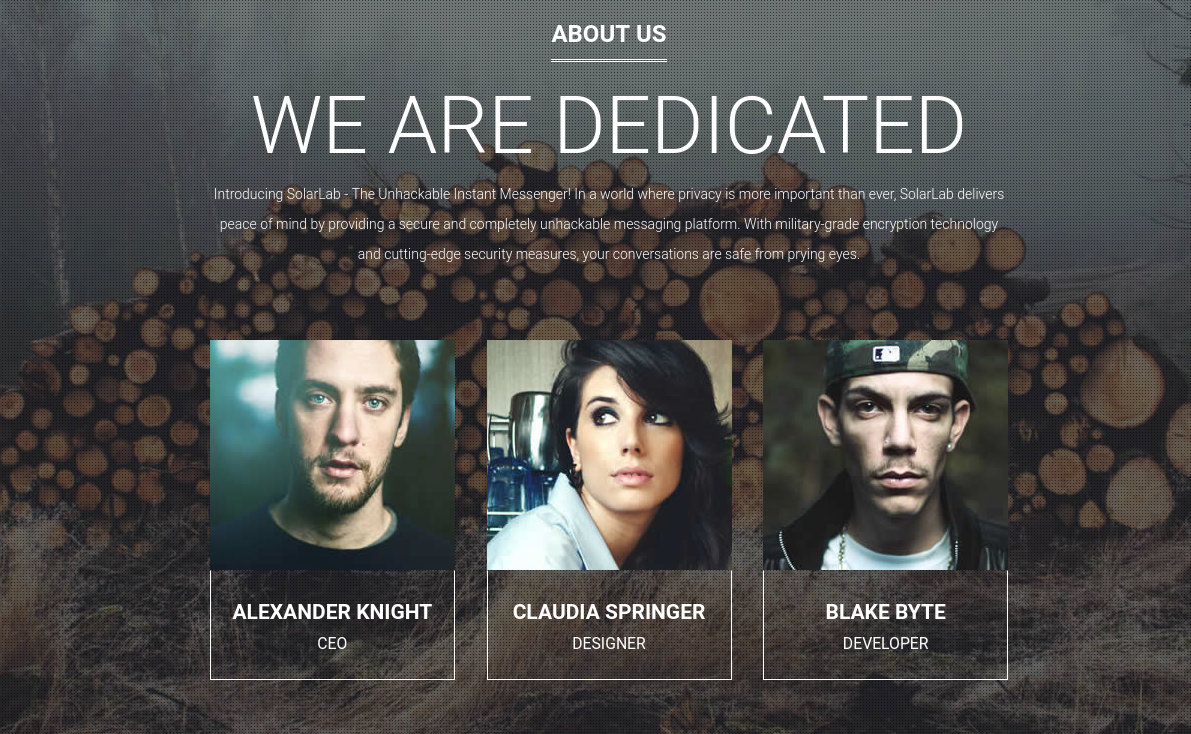 ABOUT US
WE ARE DEDICATED
Introducing SolarLab - The Unhackable Instant Messenger! In a world where privacy is more important than ever, SolarLab delivers
peace of mind by providing a secure and completely unhackable messaging platform. With military-grade encryption technology
and cutting-edge security measures, your conversations are safe from prying eyes.
ALEXANDER KNIGHT
CLAUDIA SPRINGER
BLAKE BYTE
CEO
DESIGNER
DEVELOPER